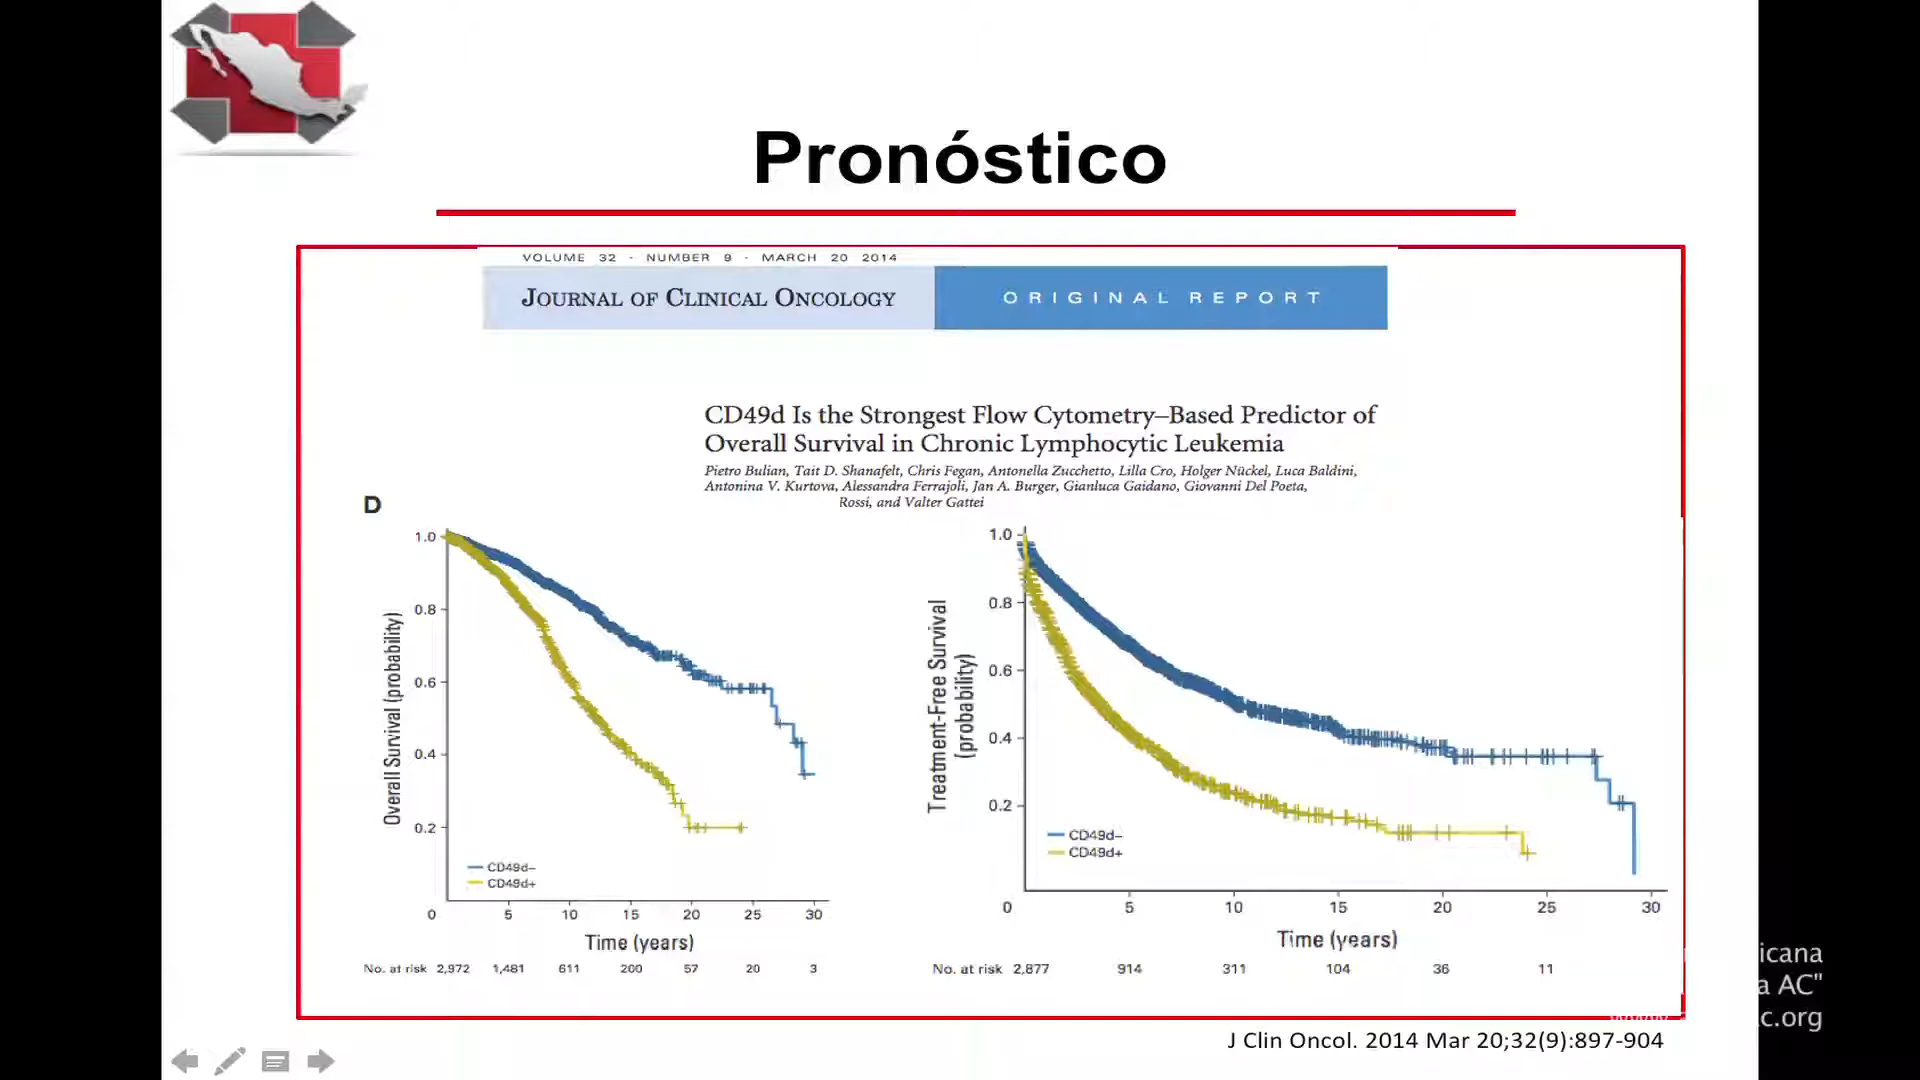 Pronóstico
VOLUME 32 · NUMBER 9 · MARCH 20 2014
JOURNAL OF CLINICAL ONCOLOGY
ORIGINAL REPORT
CD49d Is the Strongest Flow Cytometry–Based Predictor of
Overall Survival in Chronic Lymphocytic Leukemia
Pietro Bulian, Tait D. Shanafelt, Chris Fegan, Antonella Zucchetto, Lilla Cro, Holger Nückel, Luca Baldini,
Antonina V. Kurtova, Alessandra Ferrajoli, Jan A. Burger, Gianluca Gaidano, Giovanni Del Poeta,
Rossi, and Valter Gattei
D
Overall Survival (probability)
1.0
0.8
0.6
0.4
0.2
CD49d–
CD49d+
0 5 10 15 20 25 30
Time (years)
No. at risk 2,972 1,481 611 200 57 20 3
Treatment-Free Survival
(probability)
1.0
0.8
0.6
0.4
0.2
CD49d–
CD49d+
0 5 10 15 20 25 30
Time (years)
No. at risk 2,877 914 311 104 36 11
icana
a AC"
c.org
J Clin Oncol. 2014 Mar 20;32(9):897-904